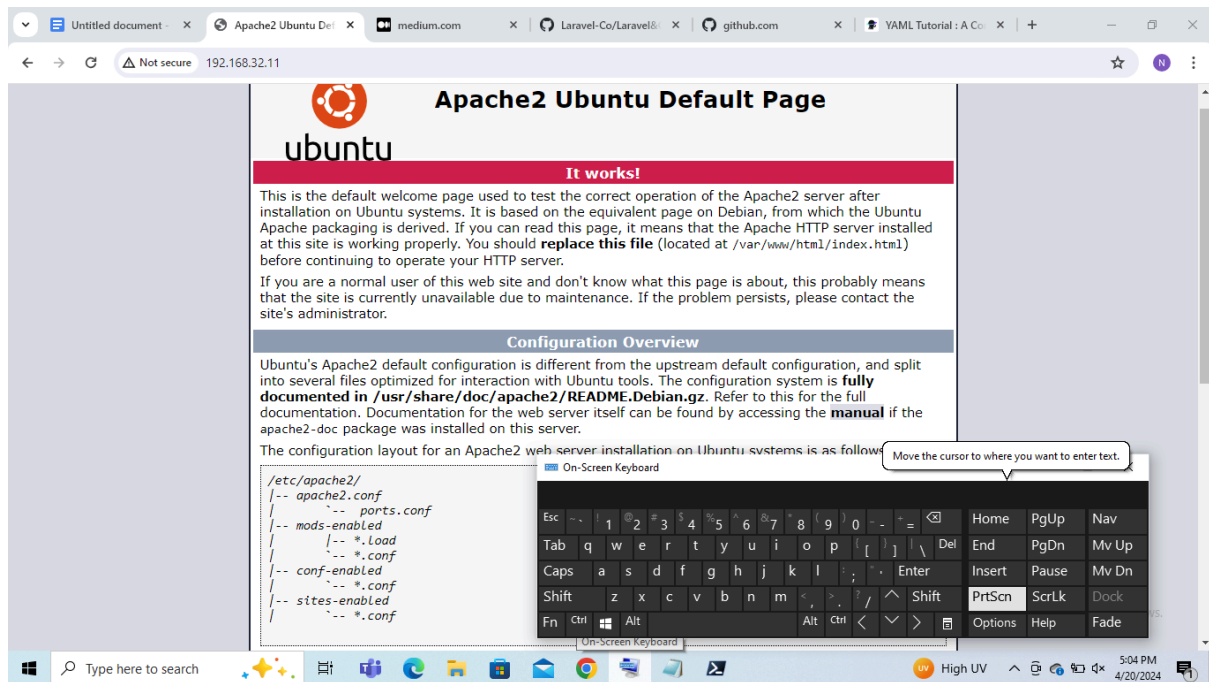 Untitled document -
Apache2 Ubuntu Def
medium.com
Laravel-Co/Laravel&
github.com
YAML Tutorial : A Co
Not secure
192.168.32.11
N
ubuntu
Apache2 Ubuntu Default Page
It works!
This is the default welcome page used to test the correct operation of the Apache2 server after
installation on Ubuntu systems. It is based on the equivalent page on Debian, from which the Ubuntu
Apache packaging is derived. If you can read this page, it means that the Apache HTTP server installed
at this site is working properly. You should replace this file (located at /var/www/html/index.html)
before continuing to operate your HTTP server.
If you are a normal user of this web site and don't know what this page is about, this probably means
that the site is currently unavailable due to maintenance. If the problem persists, please contact the
site's administrator.
Configuration Overview
Ubuntu's Apache2 default configuration is different from the upstream default configuration, and split
into several files optimized for interaction with Ubuntu tools. The configuration system is fully
documented in /usr/share/doc/apache2/README.Debian.gz. Refer to this for the full
documentation. Documentation for the web server itself can be found by accessing the manual if the
apache2-doc package was installed on this server.
The configuration layout for an Apache2 web server installation on Ubuntu systems is as follows
/etc/apache2/
|-- apache2.conf
|       `--  ports.conf
|-- mods-enabled
|       |-- *.load
|       `-- *.conf
|-- conf-enabled
|       `-- *.conf
|-- sites-enabled
|       `-- *.conf
Move the cursor to where you want to enter text.
On-Screen Keyboard
Esc ~ ` ! 1 @ 2 # 3 $ 4 % 5 ^ 6 & 7 * 8 ( 9 ) 0 _ - + = Home PgUp Nav
Tab q w e r t y u i o p { [ } ] | \ Del End PgDn Mv Up
Caps a s d f g h j k l : ; " ' Enter Insert Pause Mv Dn
Shift z x c v b n m < , > . ? / Shift PrtScn ScrLk Dock
Fn Ctrl Alt Alt Ctrl Options Help Fade
On-Screen Keyboard
Type here to search
UV
High UV
5:04 PM
4/20/2024
1